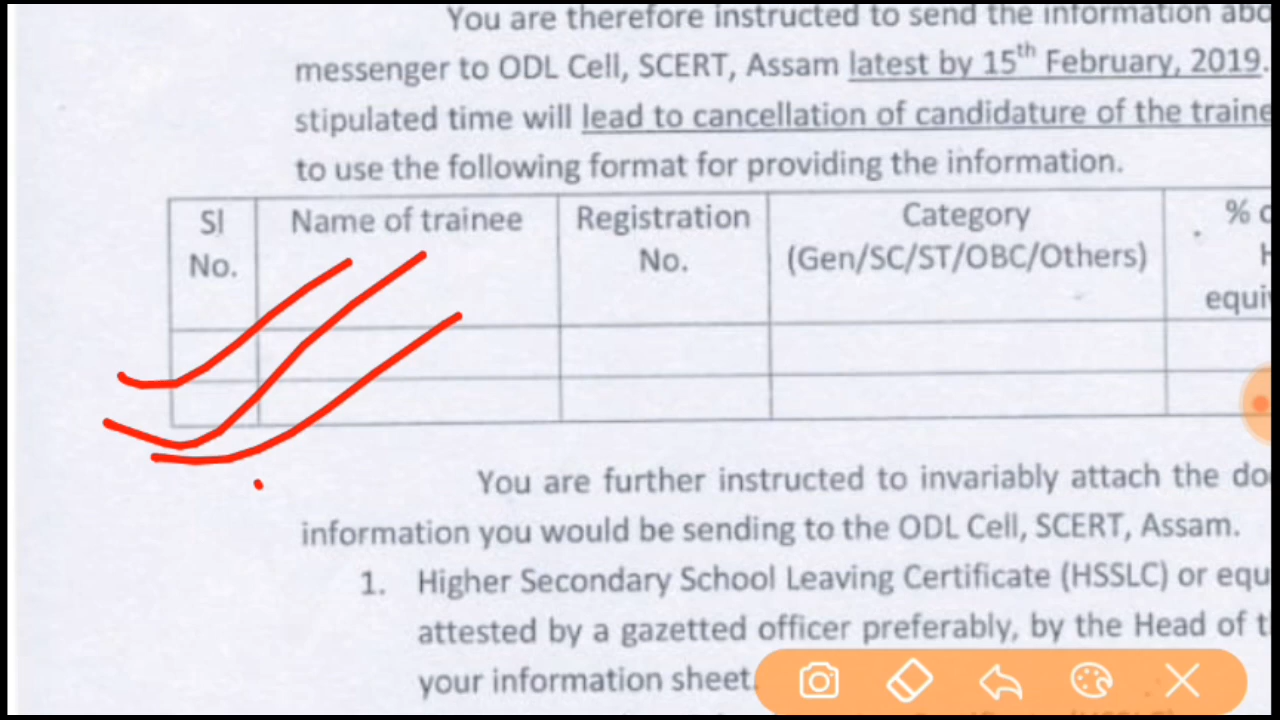 You are therefore instructed to send the information
messenger to ODL Cell, SCERT, Assam latest by 15th February, 2019.
stipulated time will lead to cancellation of candidature of the
to use the following format for providing the information.
Sl No. Name of trainee Registration No. Category (Gen/SC/ST/OBC/Others) %
You are further instructed to invariably attach the
information you would be sending to the ODL Cell, SCERT, Assam.
1. Higher Secondary School Leaving Certificate (HSSLC) or
attested by a gazetted officer preferably, by the Head of
your information sheet.